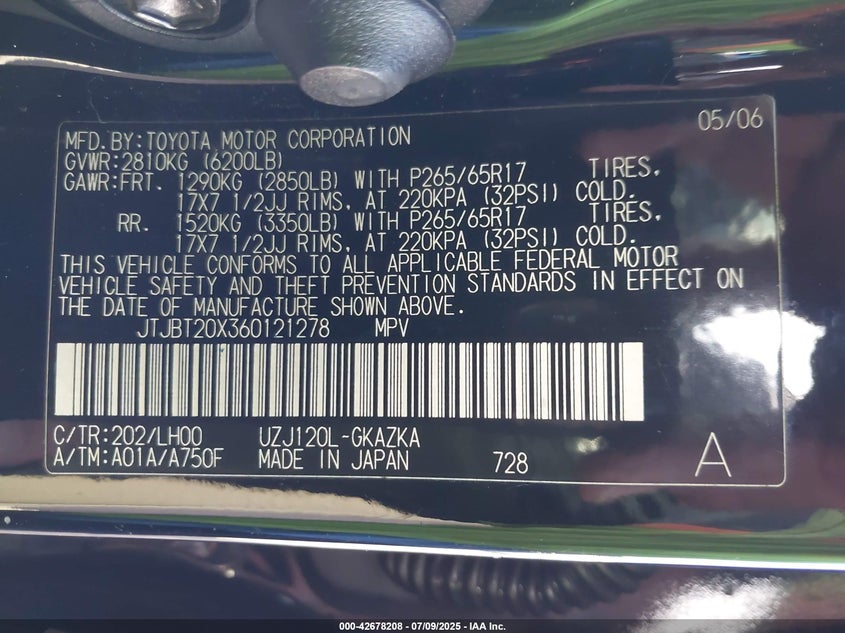 05/06
MFD.BY:TOYOTA MOTOR CORPORATION
GVWR:2810KG (6200LB)
GAWR:FRT. 1290KG (2850LB) WITH P265/65R17 TIRES,
17X7 1/2JJ RIMS, AT 220KPA (32PSI) COLD.
RR. 1520KG (3350LB) WITH P265/65R17 TIRES,
17X7 1/2JJ RIMS, AT 220KPA (32PSI) COLD.
THIS VEHICLE CONFORMS TO ALL APPLICABLE FEDERAL MOTOR
VEHICLE SAFETY AND THEFT PREVENTION STANDARDS IN EFFECT ON
THE DATE OF MANUFACTURE SHOWN ABOVE.
JTJBT20X360121278 MPV
C/TR:202/LH00 UZJ120L-GKAZKA
A/TM:A01A/A750F MADE IN JAPAN 728 A
000-42678208 - 07/09/2025 - IAA Inc.